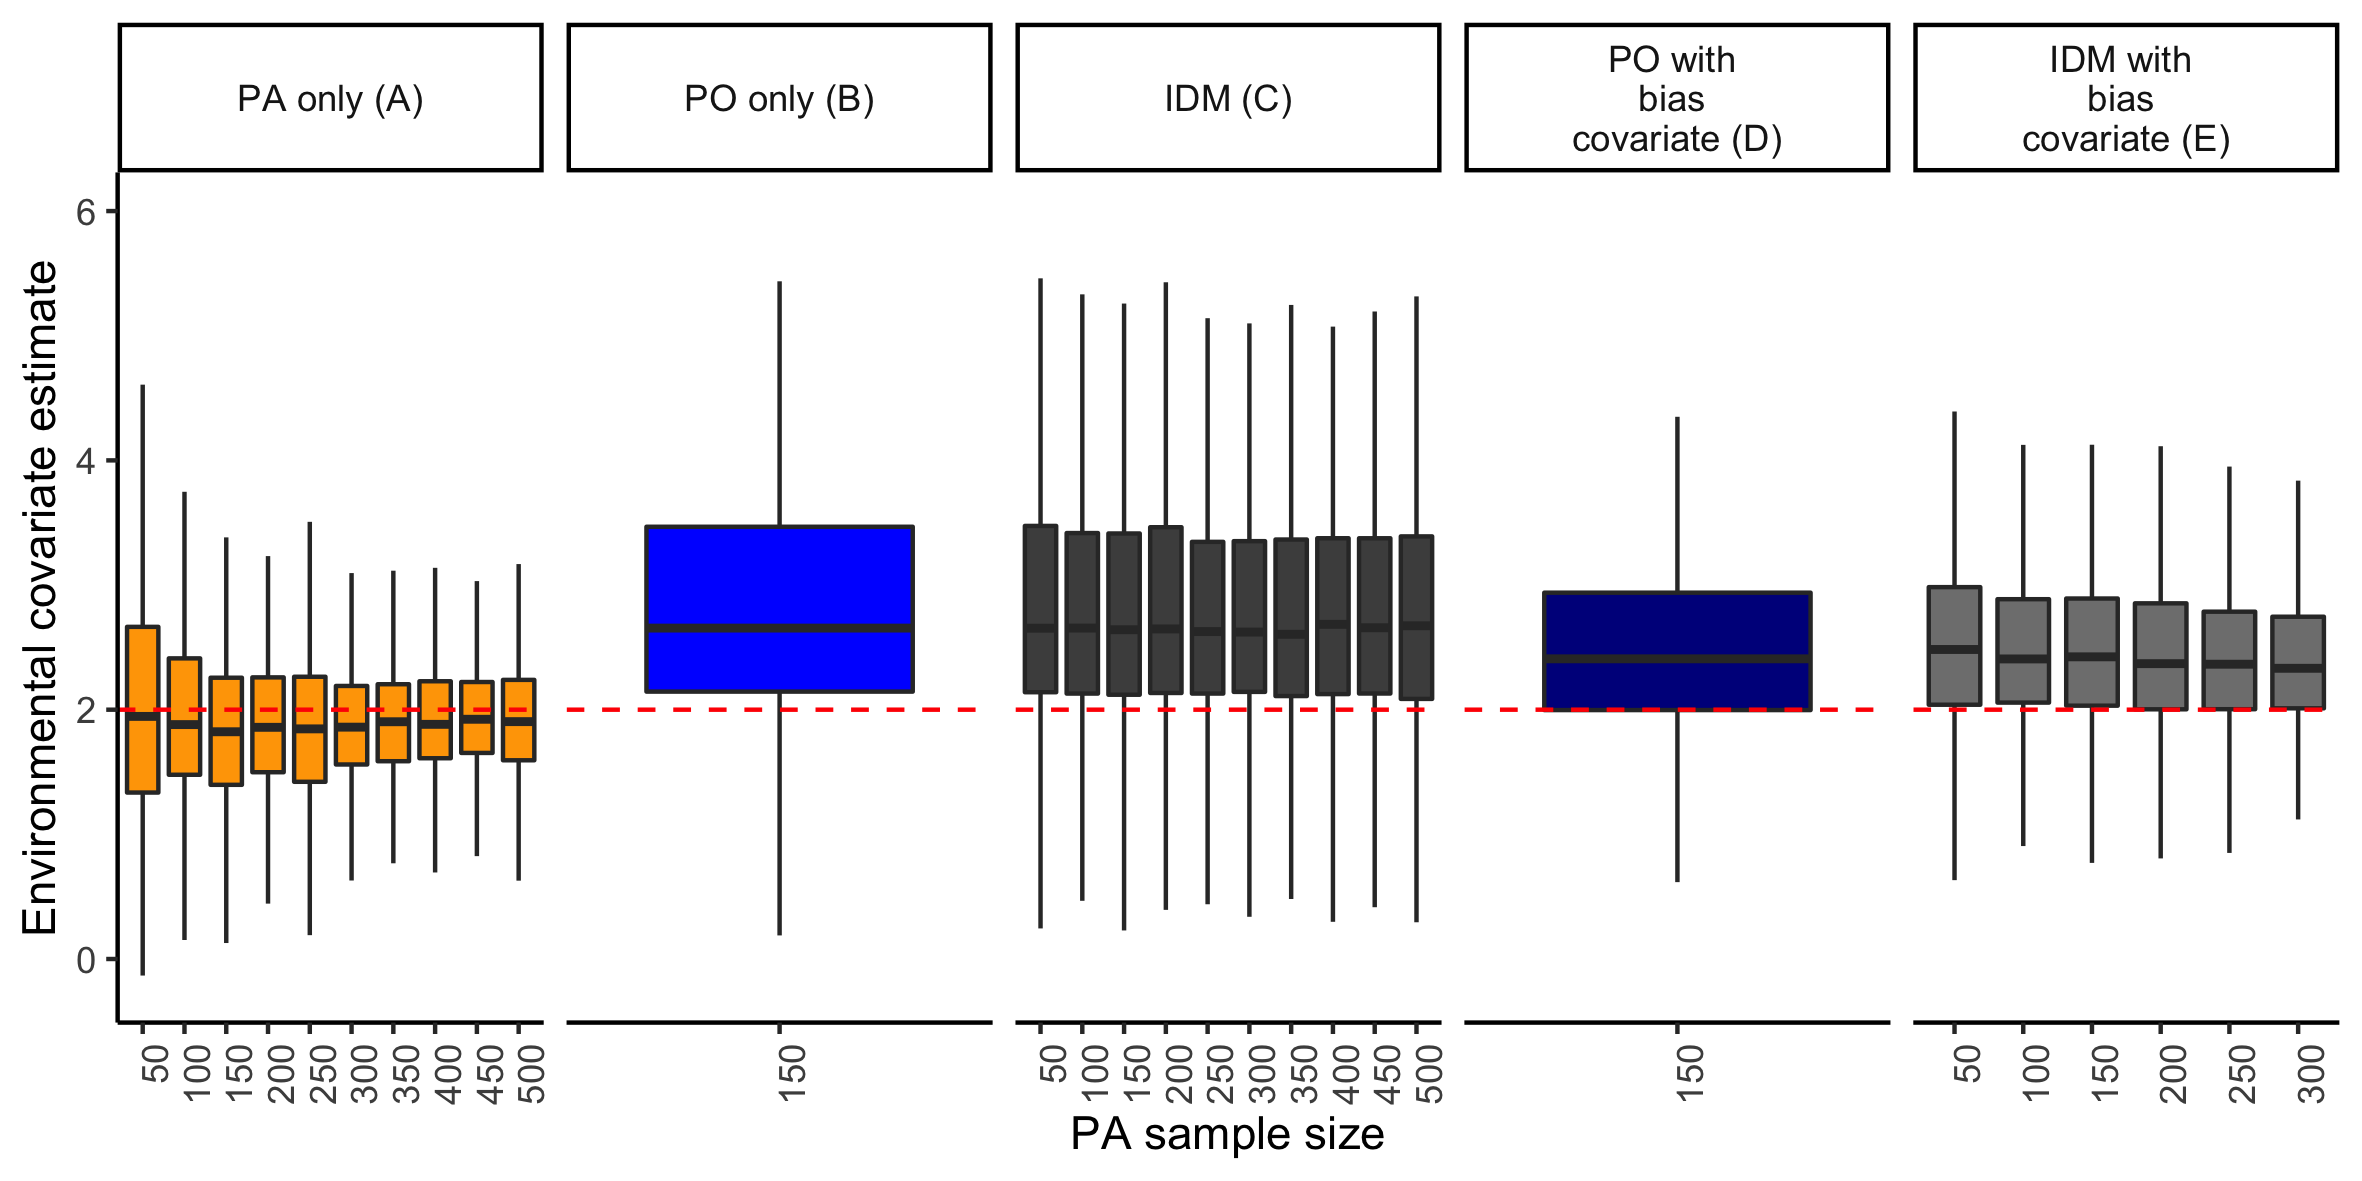 PA only (A)
PO only (B)
IDM (C)
PO with
bias
covariate (D)
IDM with
bias
covariate (E)
Environmental covariate estimate
6
4
2
0
50 100 150 200 250 300 350 400 450 500
150
50 100 150 200 250 300 350 400 450 500
150
50 100 150 200 250 300
PA sample size